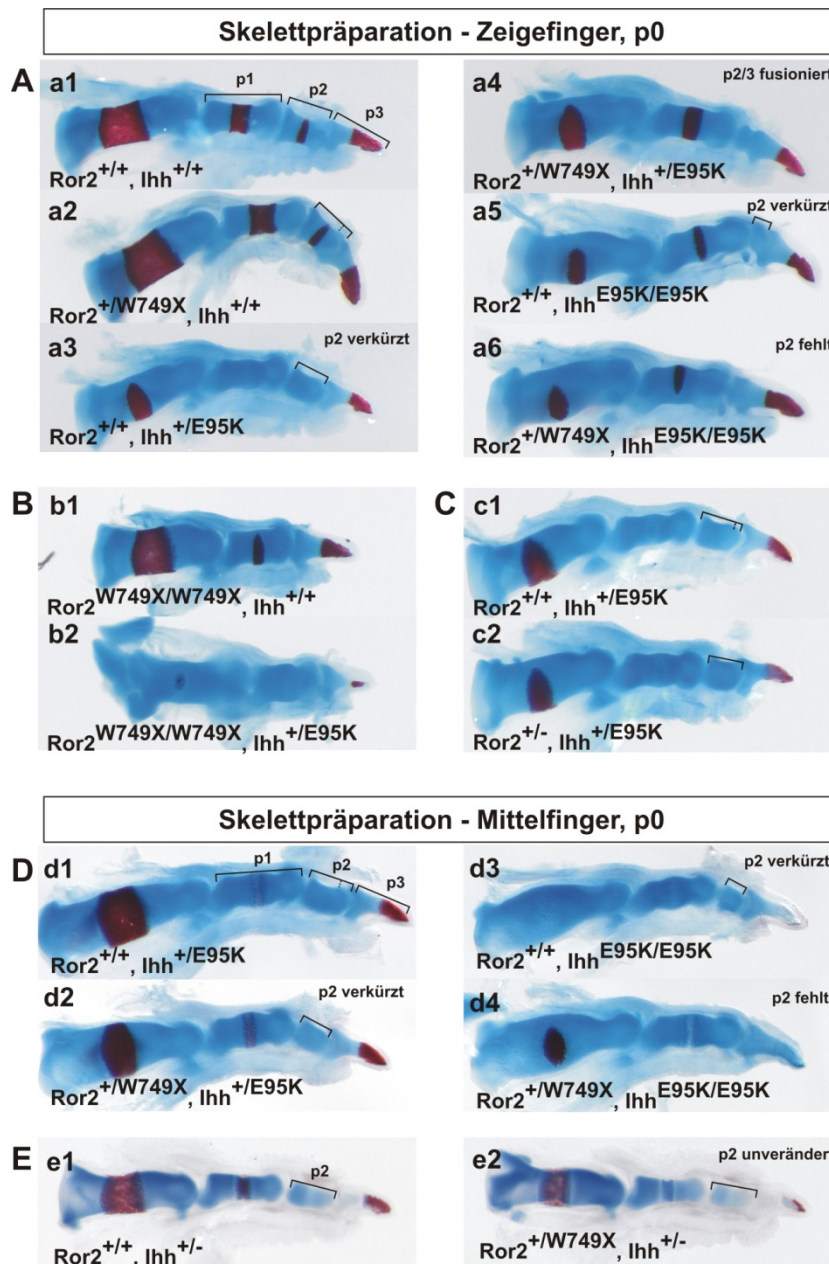 Skelettpräparation - Zeigefinger, p0
A
a1
p1
p2
p3
Ror2+/+, Ihh+/+
a2
Ror2+/W749X, Ihh+/+
a3
p2 verkürzt
Ror2+/+, Ihh+/E95K
a4
p2/3 fusioniert
Ror2+/W749X, Ihh+/E95K
a5
p2 verkürzt
Ror2+/+, IhhE95K/E95K
a6
p2 fehlt
Ror2+/W749X, IhhE95K/E95K
B
b1
Ror2W749X/W749X, Ihh+/+
b2
Ror2W749X/W749X, Ihh+/E95K
C
c1
Ror2+/+, Ihh+/E95K
c2
Ror2+/-, Ihh+/E95K
Skelettpräparation - Mittelfinger, p0
D
d1
p1
p2
p3
Ror2+/+, Ihh+/E95K
d2
p2 verkürzt
Ror2+/W749X, Ihh+/E95K
d3
p2 verkürzt
Ror2+/+, IhhE95K/E95K
d4
p2 fehlt
Ror2+/W749X, IhhE95K/E95K
E
e1
p2
Ror2+/+, Ihh+/-
e2
p2 unverändert
Ror2+/W749X, Ihh+/-